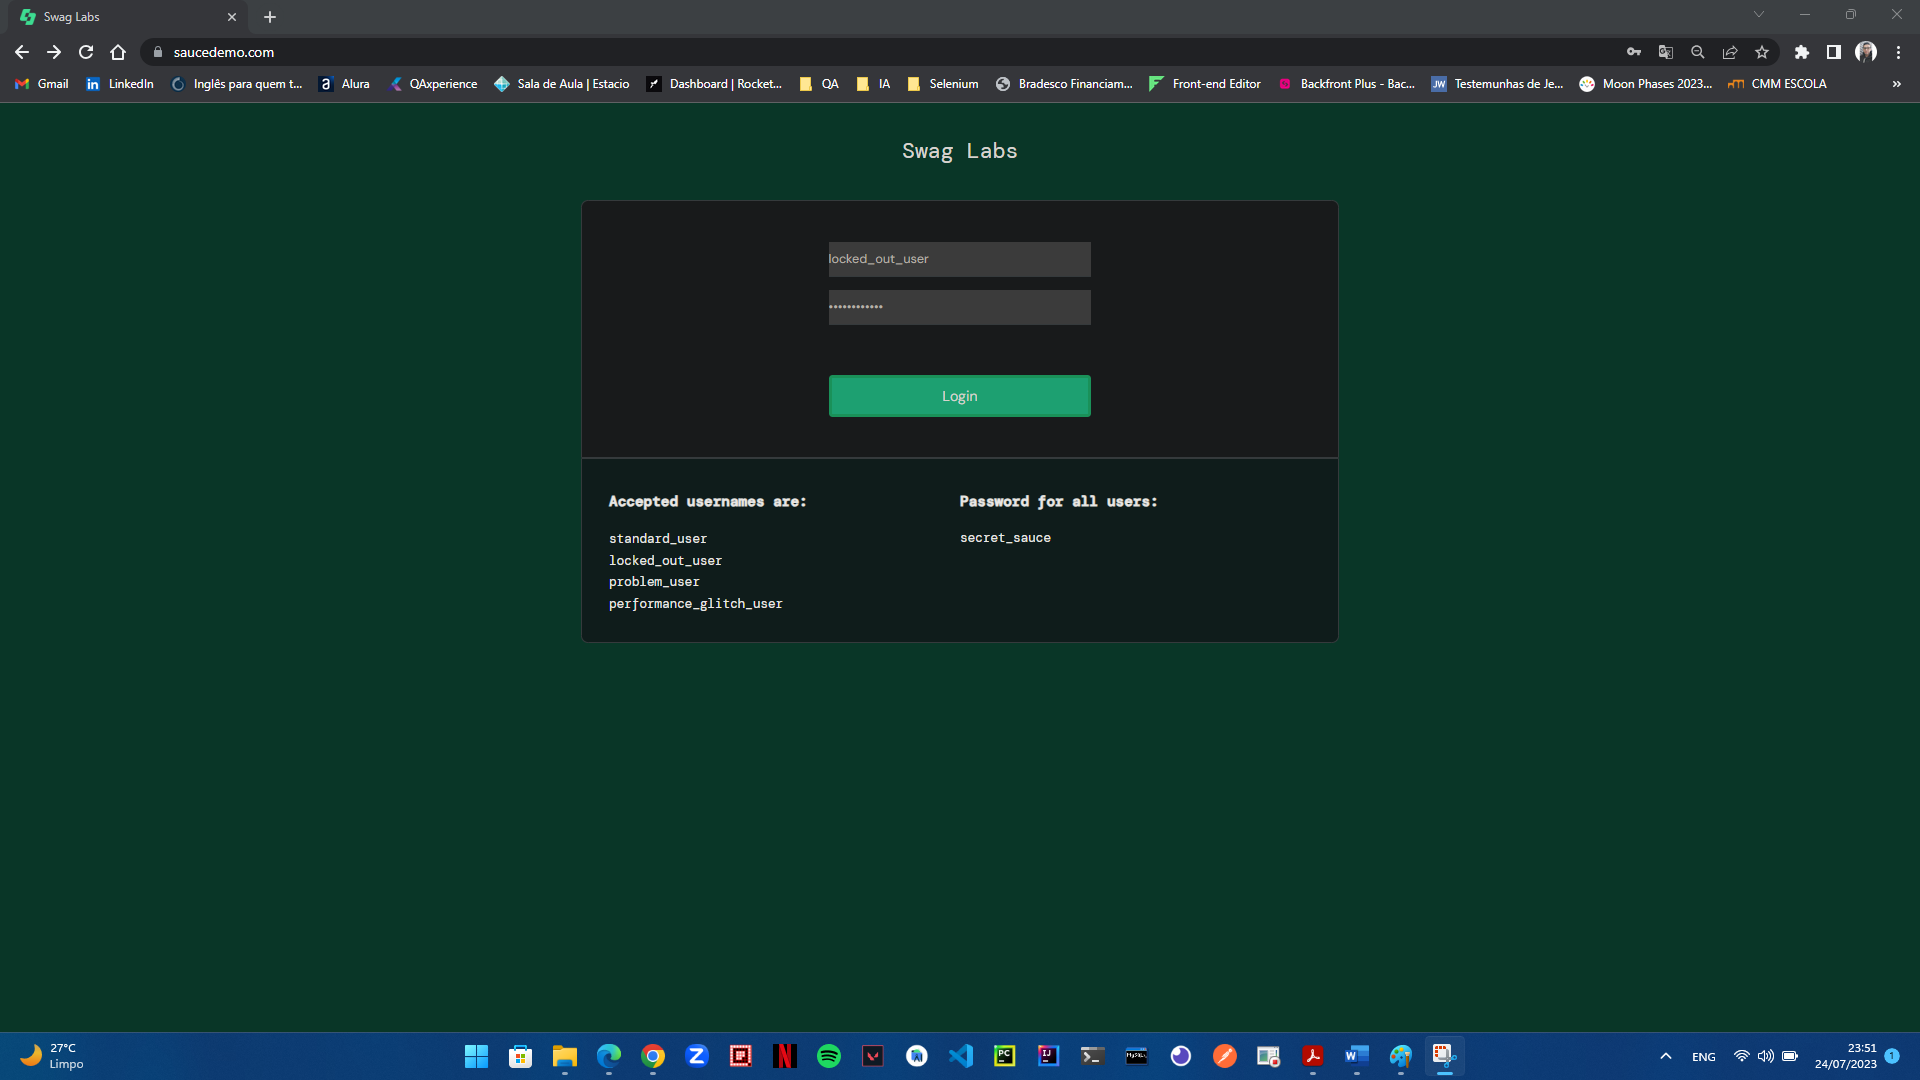 Swag Labs
saucedemo.com
Gmail LinkedIn Inglês para quem t... Alura QAxperience Sala de Aula | Estacio Dashboard | Rocket... QA IA Selenium Bradesco Financiam... Front-end Editor Backfront Plus - Bac... JW Testemunhas de Je... Moon Phases 2023... CMM ESCOLA »
Swag Labs
locked_out_user
••••••••••••
Login
Accepted usernames are:
standard_user
locked_out_user
problem_user
performance_glitch_user
Password for all users:
secret_sauce
27°C
Limpo
ENG
23:51
24/07/2023
1